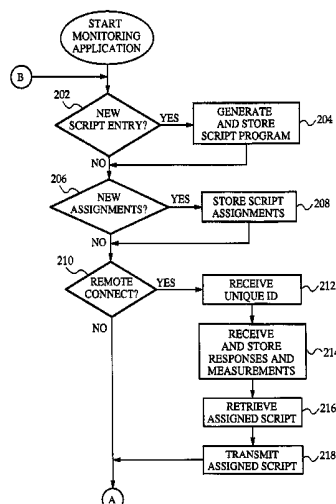 START
MONITORING
APPLICATION
B
202
NEW
SCRIPT ENTRY?
YES
GENERATE
AND STORE
SCRIPT PROGRAM
204
NO
206
NEW
ASSIGNMENTS?
YES
STORE SCRIPT
ASSIGNMENTS
208
NO
210
REMOTE
CONNECT?
YES
RECEIVE
UNIQUE ID
212
NO
RECEIVE
AND STORE
RESPONSES AND
MEASUREMENTS
214
RETRIEVE
ASSIGNED SCRIPT
216
TRANSMIT
ASSIGNED SCRIPT
218
A